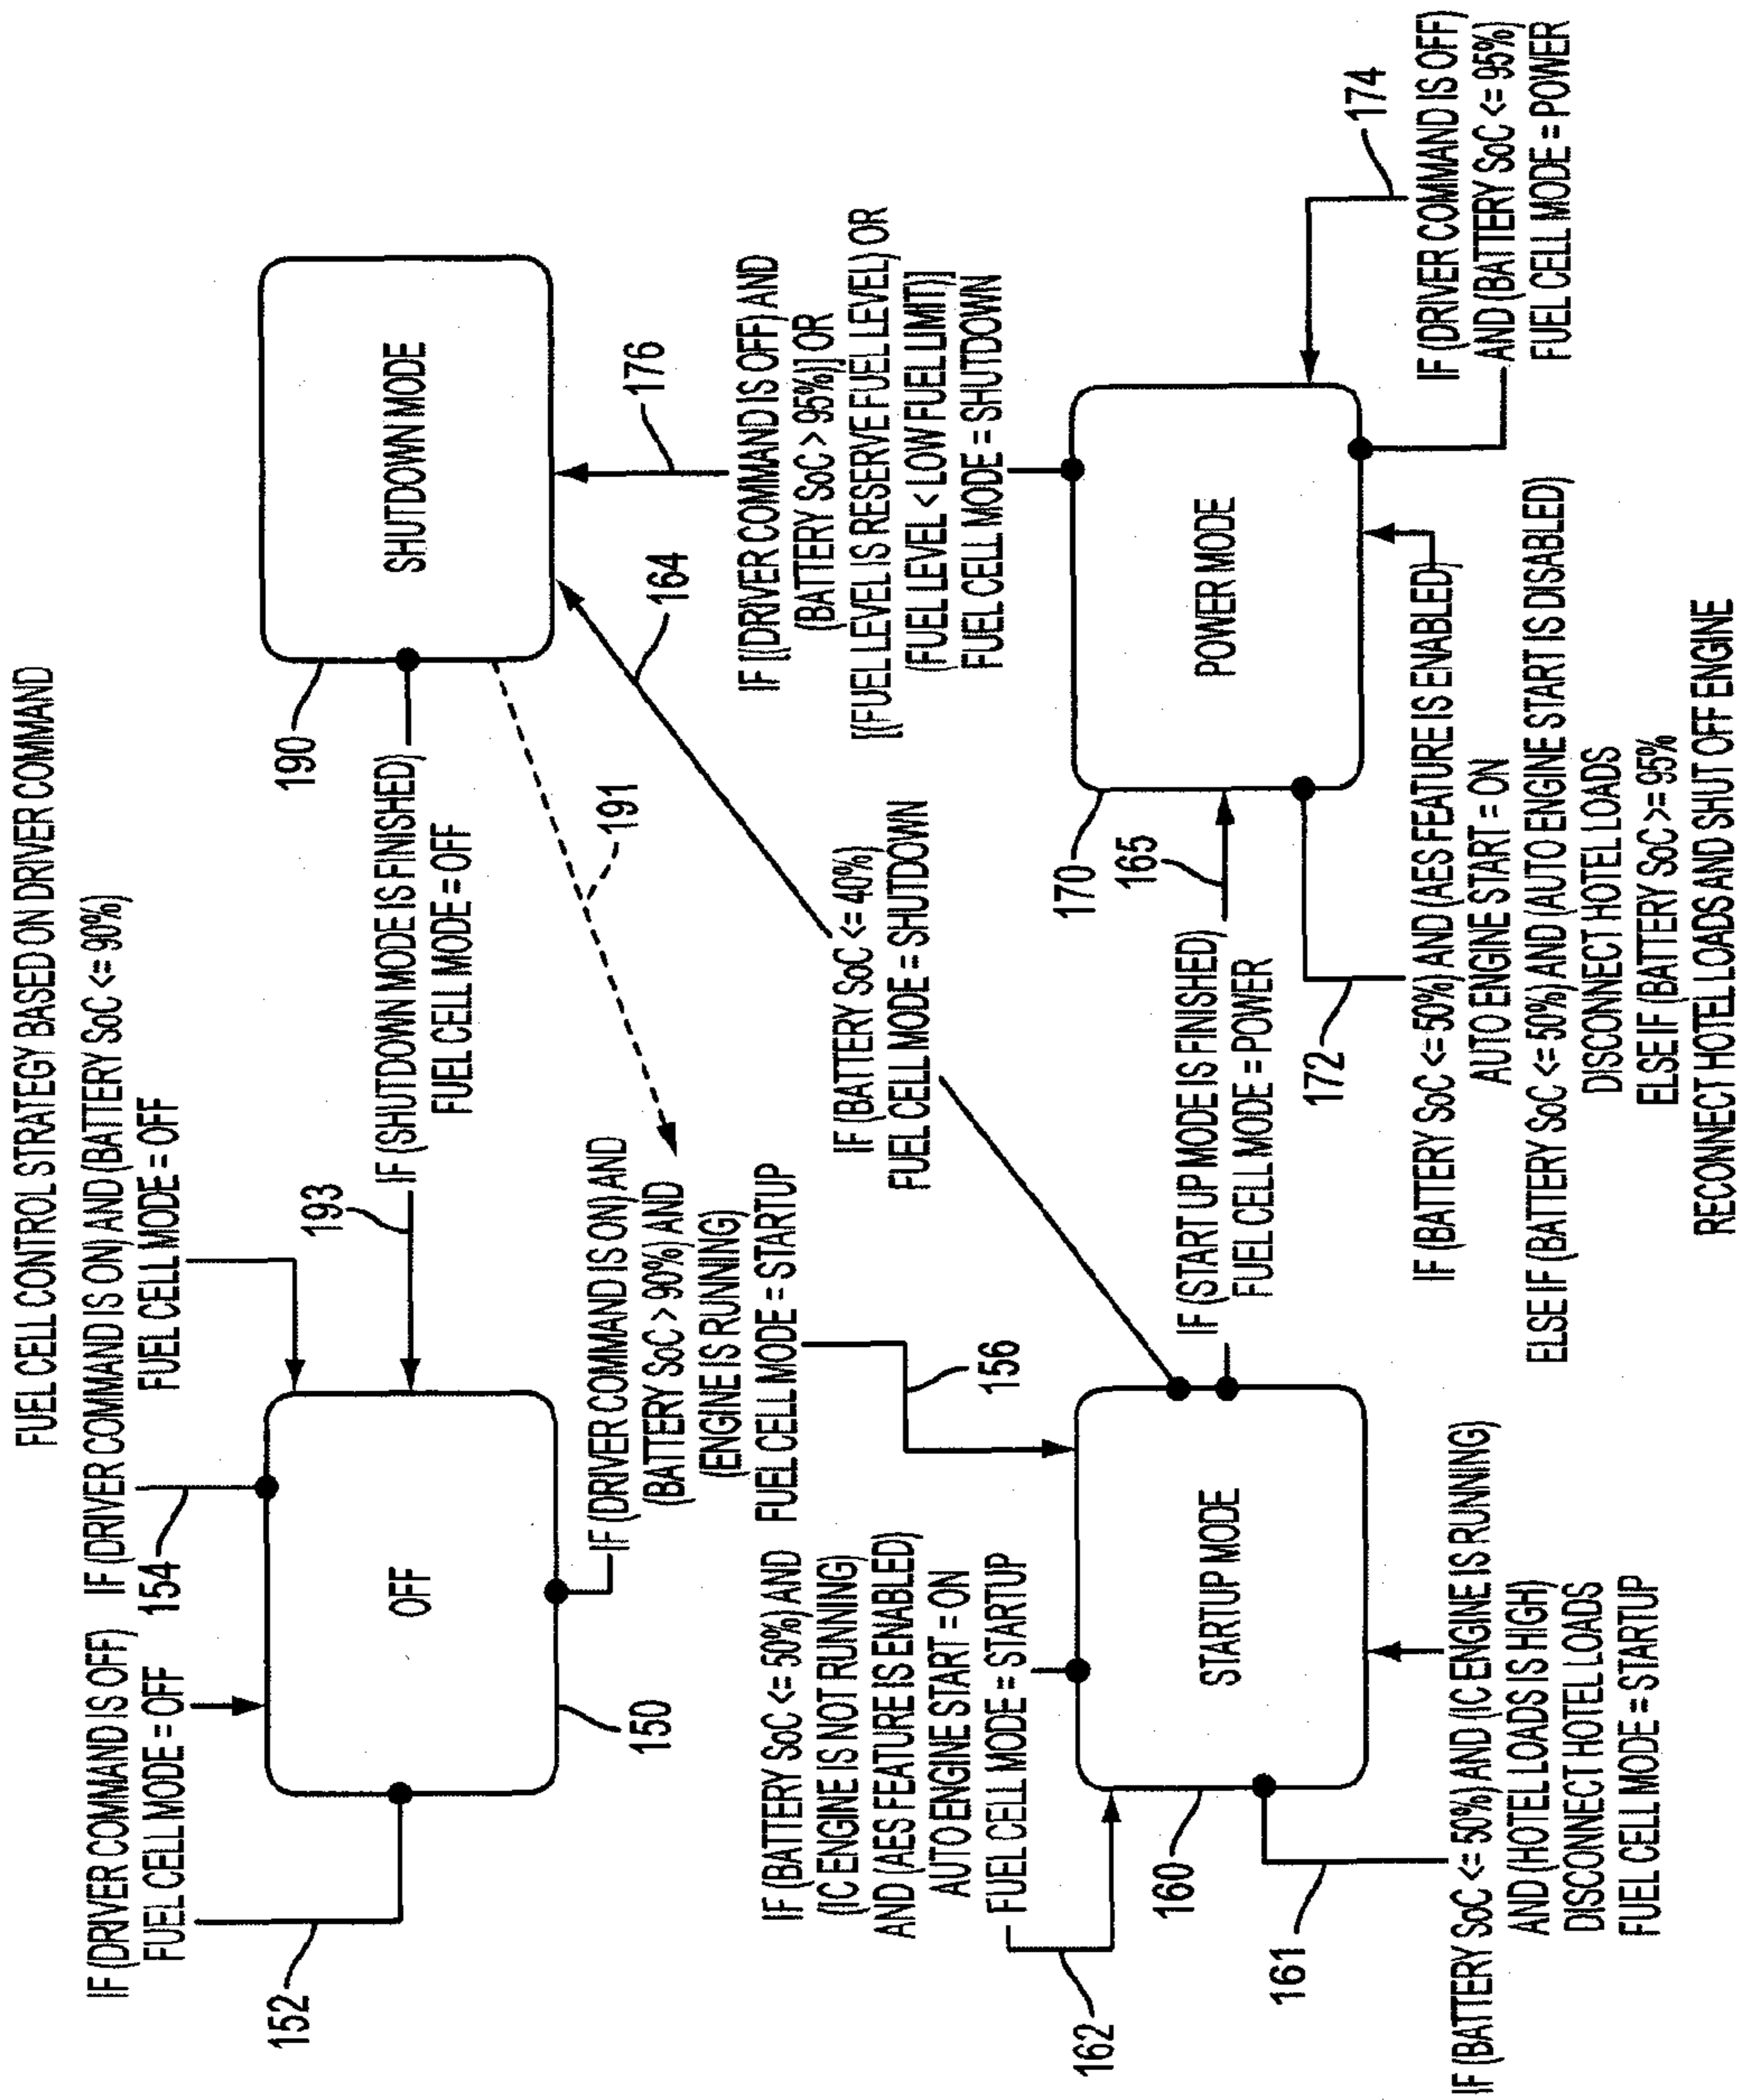 FUEL CELL CONTROL STRATEGY BASED ON DRIVER COMMAND
IF (DRIVER COMMAND IS OFF)
FUEL CELL MODE = OFF
152
IF (DRIVER COMMAND IS ON) AND (BATTERY SoC <= 90%)
FUEL CELL MODE = OFF
154
OFF
150
193
IF (SHUTDOWN MODE IS FINISHED)
FUEL CELL MODE = OFF
190
SHUTDOWN MODE
191
IF (DRIVER COMMAND IS ON) AND
(BATTERY SoC > 90%) AND
(ENGINE IS RUNNING)
FUEL CELL MODE = STARTUP
156
164
176
IF [(DRIVER COMMAND IS OFF) AND
(BATTERY SoC > 95%)] OR
[(FUEL LEVEL IS RESERVE FUEL LEVEL) OR
(FUEL LEVEL < LOW FUEL LIMIT)]
FUEL CELL MODE = SHUTDOWN
IF (BATTERY SoC <= 40%)
FUEL CELL MODE = SHUTDOWN
IF (BATTERY SoC <= 50%) AND
(IC ENGINE IS NOT RUNNING)
AND (AES FEATURE IS ENABLED)
AUTO ENGINE START = ON
FUEL CELL MODE = STARTUP
162
160
STARTUP MODE
161
IF (BATTERY SoC <= 50%) AND (IC ENGINE IS RUNNING)
AND (HOTEL LOADS IS HIGH)
DISCONNECT HOTEL LOADS
FUEL CELL MODE = STARTUP
IF (START UP MODE IS FINISHED)
FUEL CELL MODE = POWER
165
170
POWER MODE
172
IF (BATTERY SoC <= 50%) AND (AES FEATURE IS ENABLED)
AUTO ENGINE START = ON
ELSE IF (BATTERY SoC <= 50%) AND (AUTO ENGINE START IS DISABLED)
DISCONNECT HOTEL LOADS
ELSE IF (BATTERY SoC >= 95%
RECONNECT HOTEL LOADS AND SHUT OFF ENGINE
174
IF (DRIVER COMMAND IS OFF)
AND (BATTERY SoC <= 95%)
FUEL CELL MODE = POWER